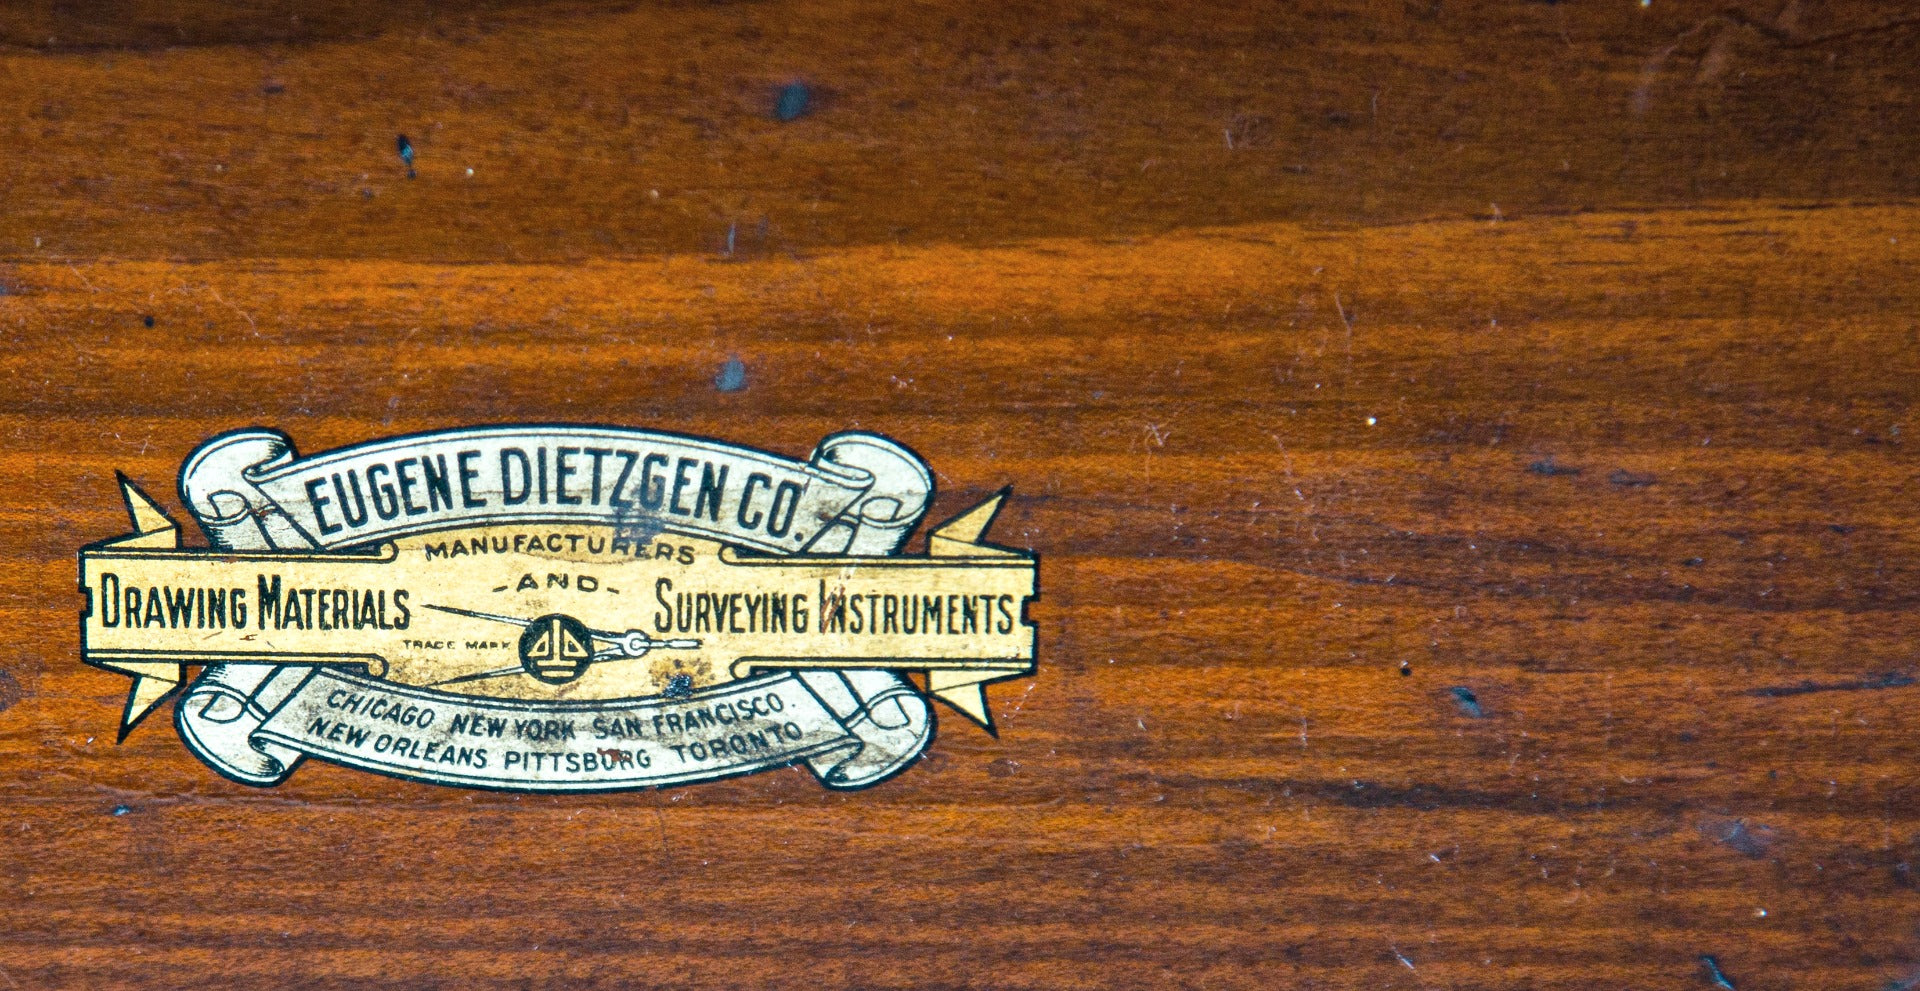 EUGENE DIETZGEN CO.
MANUFACTURERS
-AND-
DRAWING MATERIALS
SURVEYING INSTRUMENTS
TRADE MARK
CHICAGO NEW YORK SAN FRANCISCO.
NEW ORLEANS PITTSBURG TORONTO